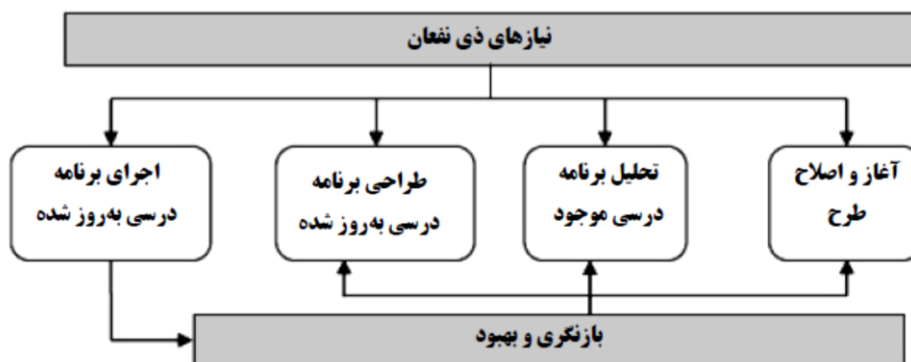 نیازهای ذی نفعان
آغاز و اصلاح
طرح
تحلیل برنامه
درسی موجود
طراحی برنامه
درسی به‌روز شده
اجرای برنامه
درسی به‌روز شده
بازنگری و بهبود